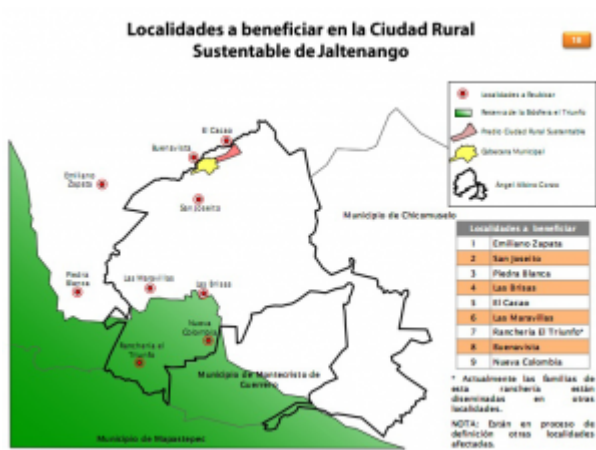 Localidades a beneficiar en la Ciudad Rural
Sustentable de Jaltenango
18
Localidades a Reubicar
Reserva de la Biósfera el Triunfo
Predio Ciudad Rural Sustentable
Cabecera Municipal
Angel Albino Corzo
El Cacao
Buenavista
Emiliano
Zapata
San Joseito
Municipio de Chicomuselo
Piedra
Blanca
Las Maravillas
Las Brisas
Nueva
Colombia
Ranchería el
Triunfo
Municipio de Montecristo de
Guerrero
Municipio de Mapastepec
Localidades a beneficiar
1 Emiliano Zapata
2 San Joseito
3 Piedra Blanca
4 Las Brisas
5 El Cacao
6 Las Maravillas
7 Ranchería El Triunfo*
8 Buenavista
9 Nueva Colombia
* Actualmente las familias de
esta ranchería están
diseminadas en otras
localidades.
NOTA: Están en proceso de
definición otras localidades
afectadas.